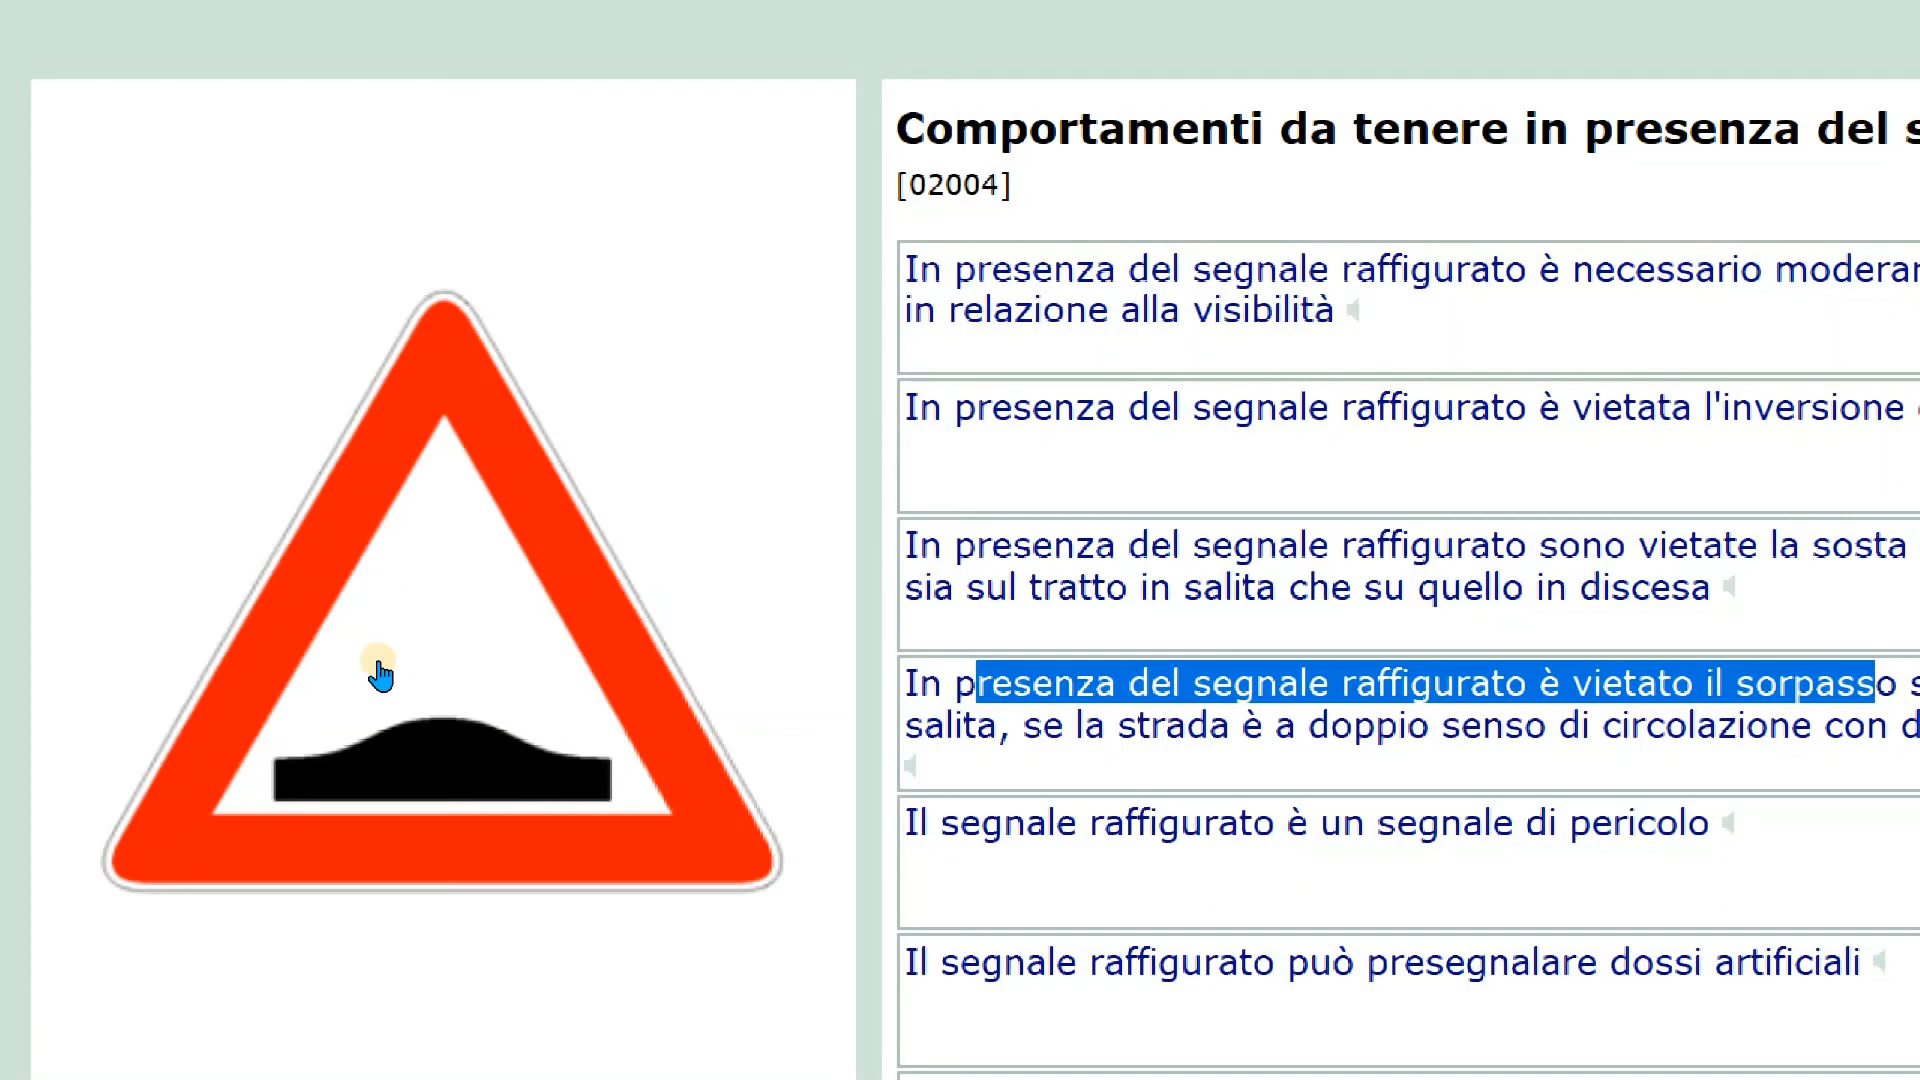 Comportamenti da tenere in presenza del
[02004]
In presenza del segnale raffigurato è necessario
in relazione alla visibilità
In presenza del segnale raffigurato è vietata l'inversione
In presenza del segnale raffigurato sono vietate la sosta
sia sul tratto in salita che su quello in discesa
In presenza del segnale raffigurato è vietato il sorpasso
salita, se la strada è a doppio senso di circolazione con
Il segnale raffigurato è un segnale di pericolo
Il segnale raffigurato può presegnalare dossi artificiali